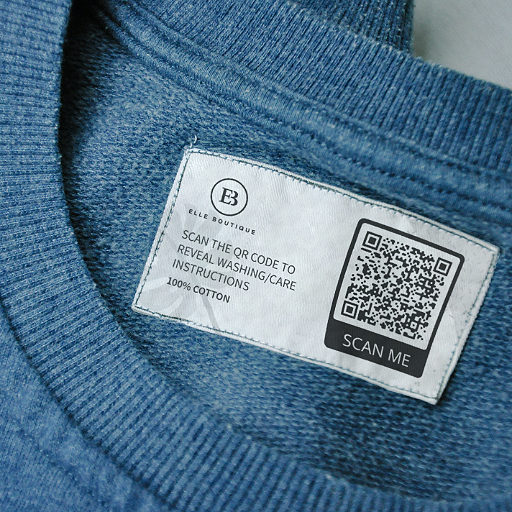 EB
ELLE BOUTIQUE
SCAN THE QR CODE TO
REVEAL WASHING/CARE
INSTRUCTIONS
100% COTTON
SCAN ME